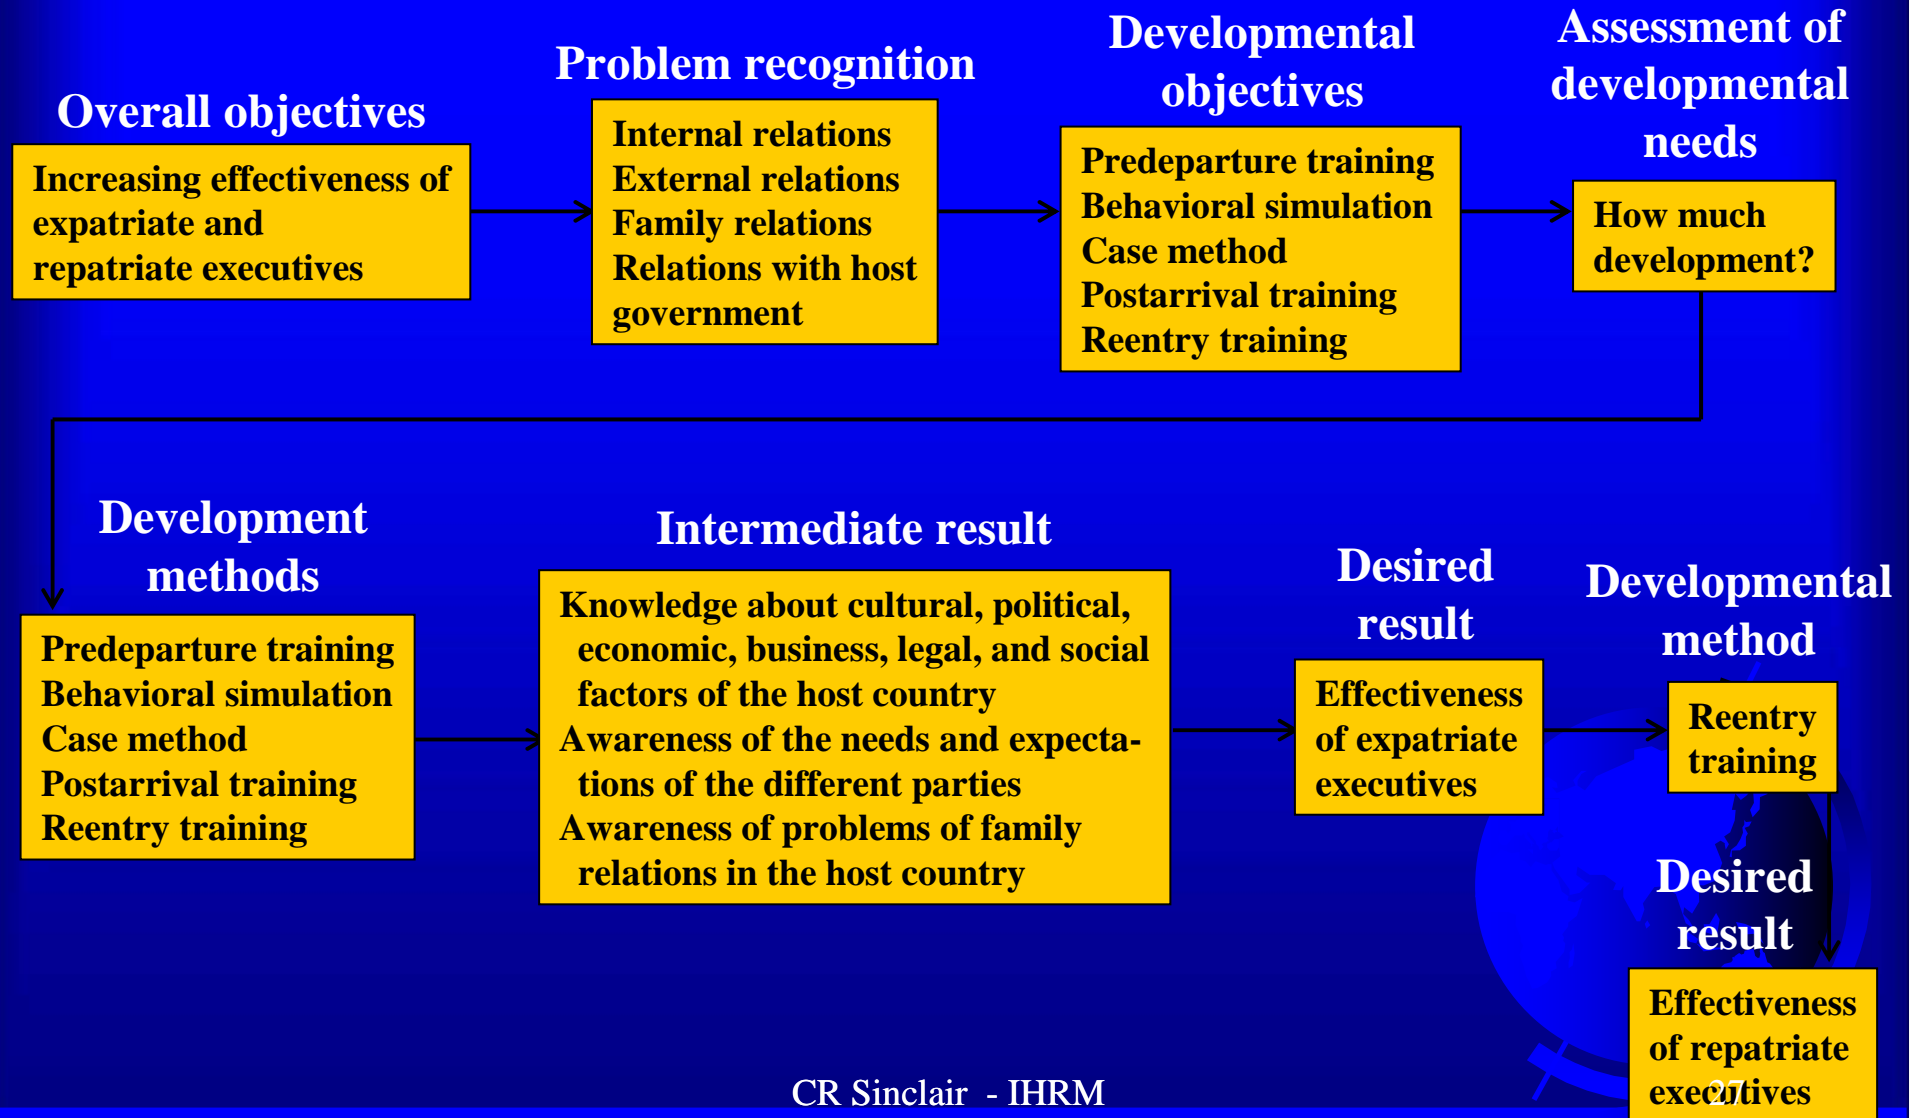 Overall objectives
Increasing effectiveness of
expatriate and
repatriate executives
Problem recognition
Internal relations
External relations
Family relations
Relations with host
government
Developmental
objectives
Predeparture training
Behavioral simulation
Case method
Postarrival training
Reentry training
Assessment of
developmental
needs
How much
development?
Development
methods
Predeparture training
Behavioral simulation
Case method
Postarrival training
Reentry training
Intermediate result
Knowledge about cultural, political,
economic, business, legal, and social
factors of the host country
Awareness of the needs and expecta-
tions of the different parties
Awareness of problems of family
relations in the host country
Desired
result
Effectiveness
of expatriate
executives
Developmental
method
Reentry
training
Desired
result
Effectiveness
of repatriate
executives
CR Sinclair - IHRM
27